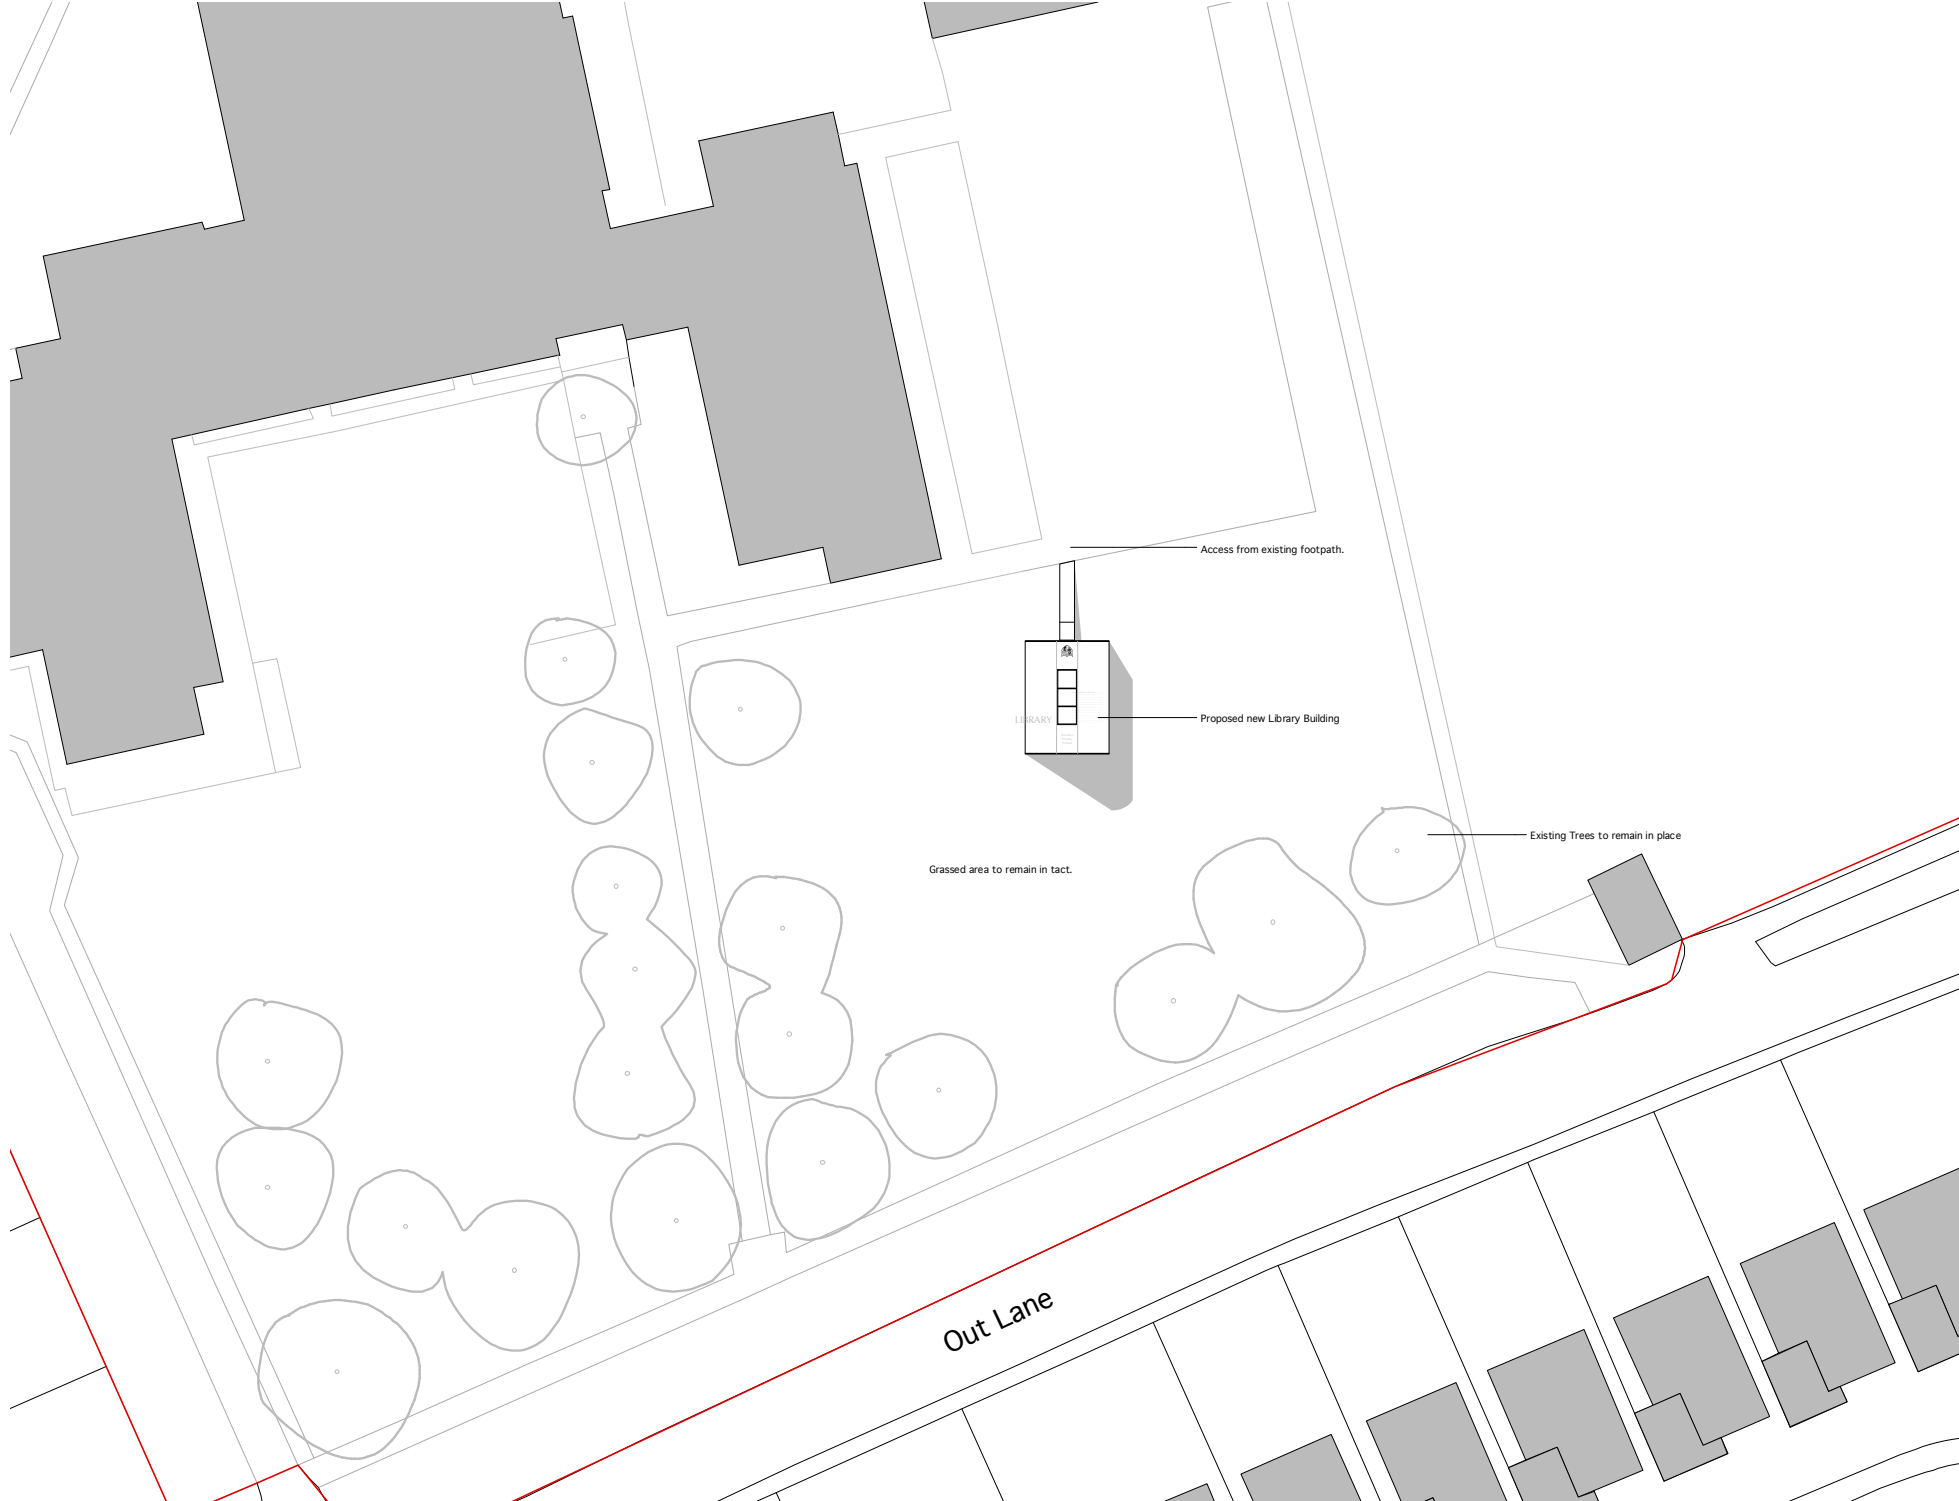 Access from existing footpath.
LIBRARY
Proposed new Library Building
Existing Trees to remain in place
Grassed area to remain in tact.
Out Lane